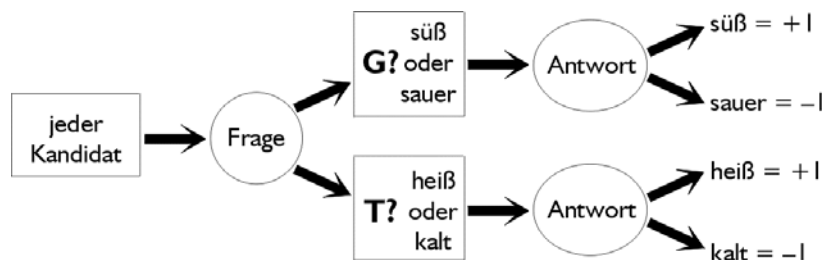 jeder
Kandidat
Frage
süß
G? oder
sauer
Antwort
süß = +1
sauer = –1
heiß
T? oder
kalt
Antwort
heiß = +1
kalt = –1